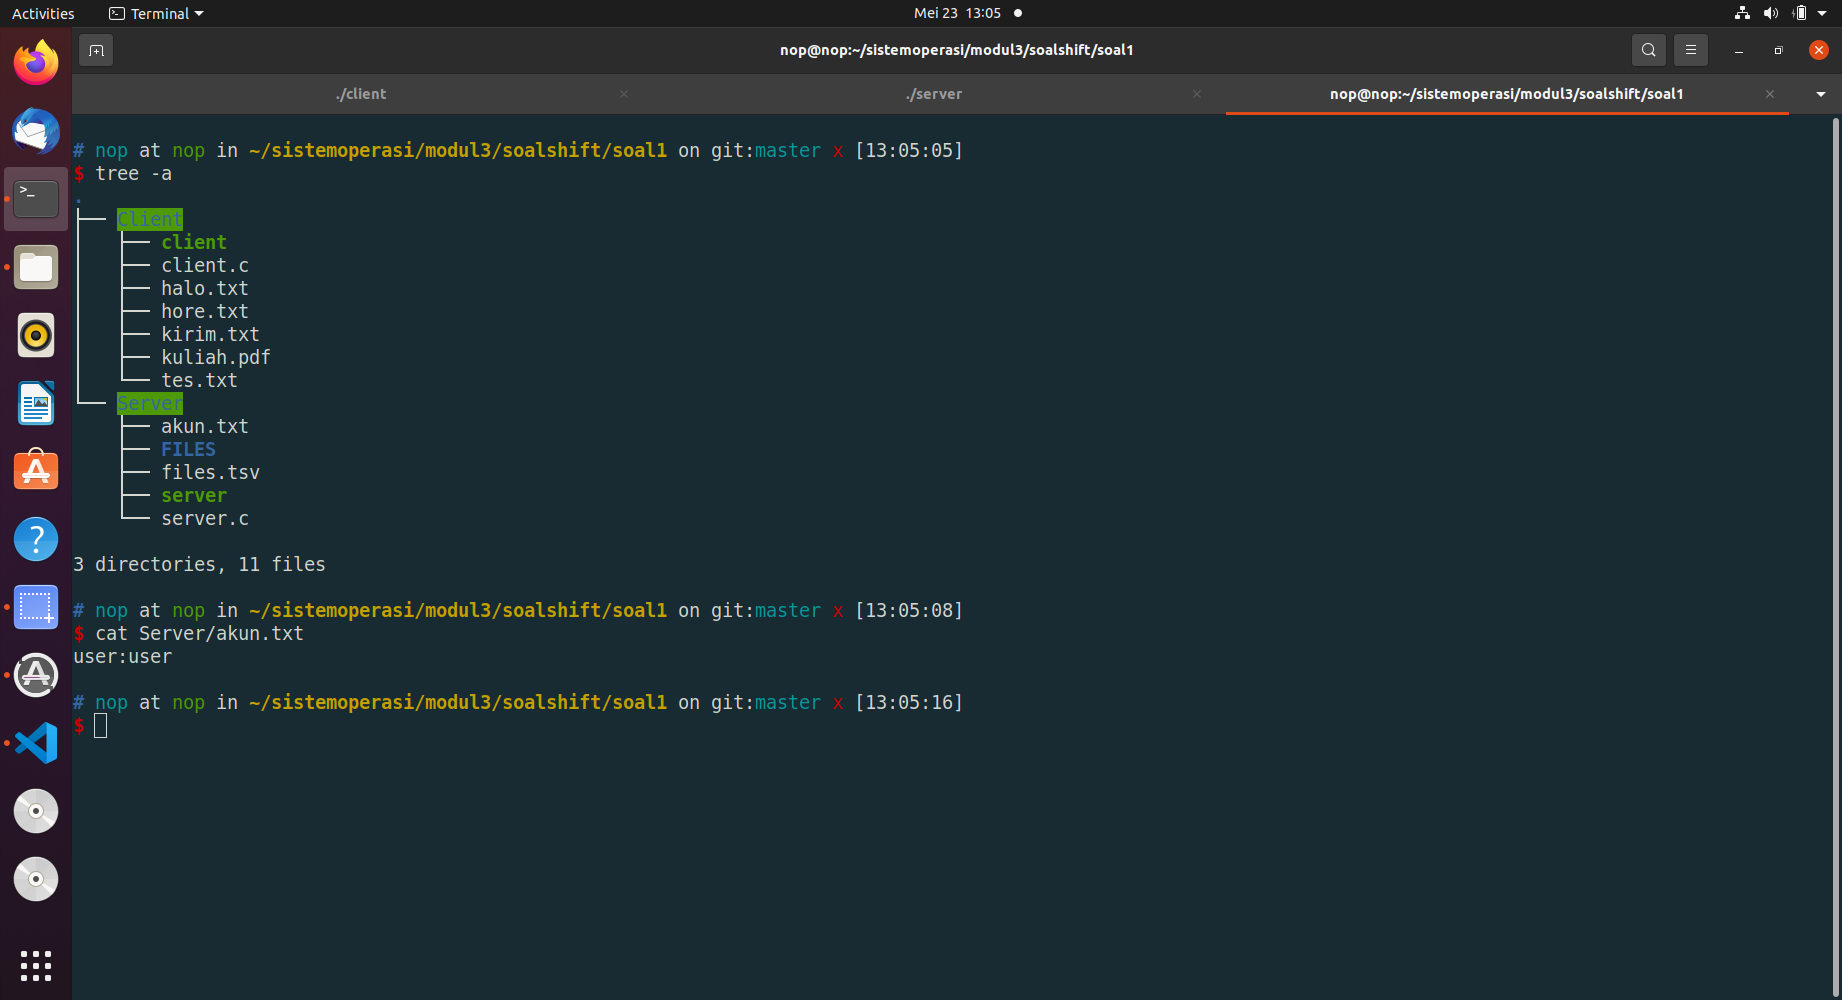 Activities Terminal Mei 23 13:05
nop@nop:~/sistemoperasi/modul3/soalshift/soal1
./client ./server nop@nop:~/sistemoperasi/modul3/soalshift/soal1
# nop at nop in ~/sistemoperasi/modul3/soalshift/soal1 on git:master x [13:05:05]
$ tree -a
.
├── Client
│   ├── client
│   ├── client.c
│   ├── halo.txt
│   ├── hore.txt
│   ├── kirim.txt
│   ├── kuliah.pdf
│   └── tes.txt
└── Server
    ├── akun.txt
    ├── FILES
    ├── files.tsv
    ├── server
    └── server.c
3 directories, 11 files
# nop at nop in ~/sistemoperasi/modul3/soalshift/soal1 on git:master x [13:05:08]
$ cat Server/akun.txt
user:user
# nop at nop in ~/sistemoperasi/modul3/soalshift/soal1 on git:master x [13:05:16]
$